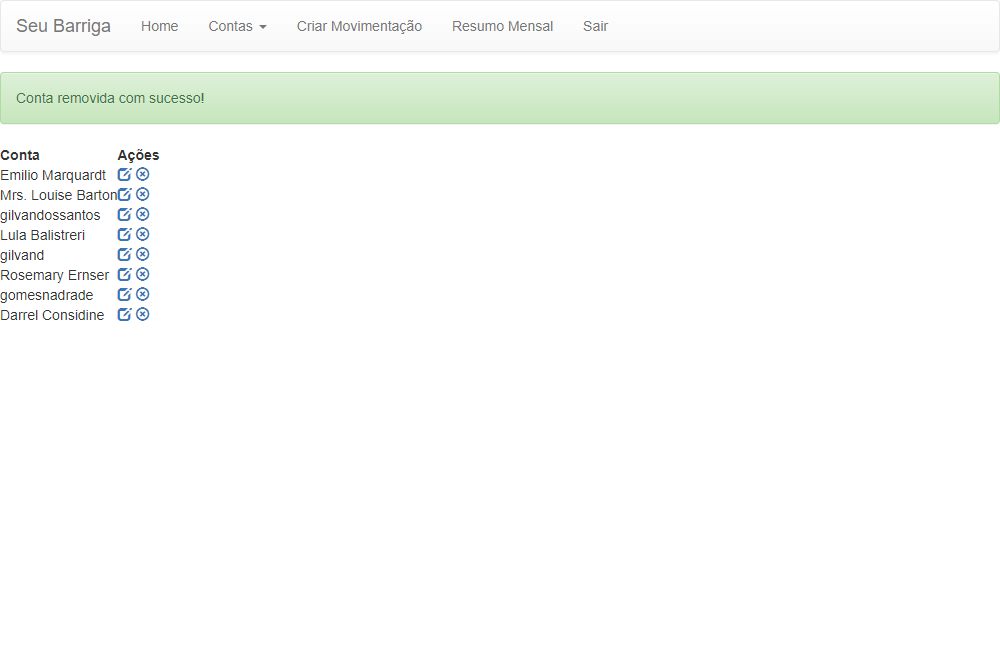 Seu Barriga Home Contas Criar Movimentação Resumo Mensal Sair
Conta removida com sucesso!
Conta Ações
Emilio Marquardt
Mrs. Louise Barton
gilvandossantos
Lula Balistreri
gilvand
Rosemary Ernser
gomesnadrade
Darrel Considine